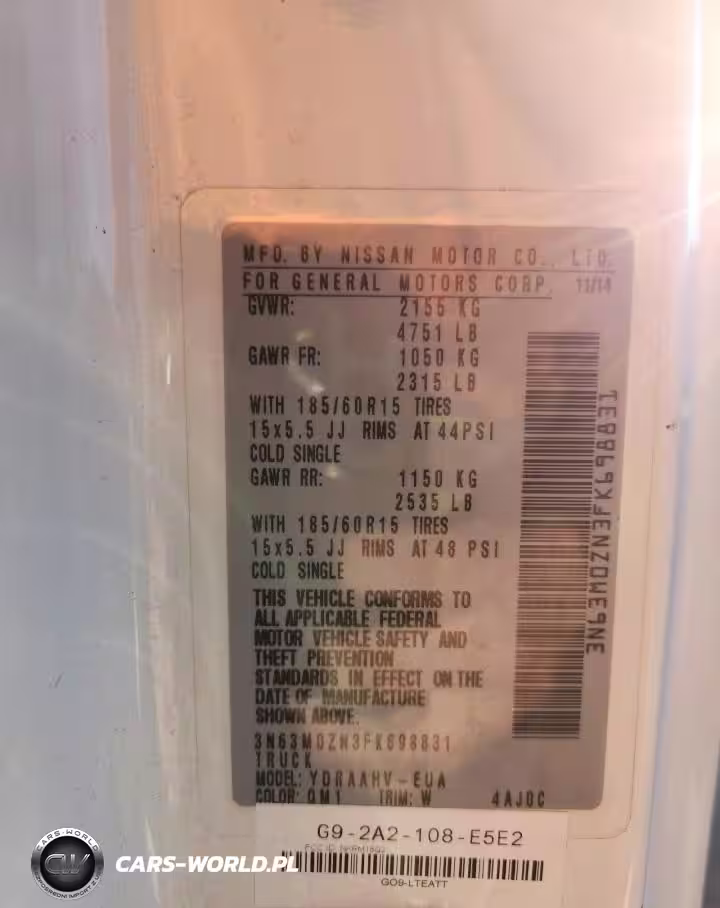 MFD. BY NISSAN MOTOR CO., LTD.
FOR GENERAL MOTORS CORP. 11/14
GVWR: 2155 KG
4751 LB
GAWR FR: 1050 KG
2315 LB
WITH 185/60R15 TIRES
15x5.5 JJ RIMS AT 44PSI
COLD SINGLE
GAWR RR: 1150 KG
2535 LB
WITH 185/60R15 TIRES
15x5.5 JJ RIMS AT 48 PSI
COLD SINGLE
THIS VEHICLE CONFORMS TO
ALL APPLICABLE FEDERAL
MOTOR VEHICLE SAFETY AND
THEFT PREVENTION
STANDARDS IN EFFECT ON THE
DATE OF MANUFACTURE
SHOWN ABOVE.
3N63M0ZN3FK698831
TRUCK
MODEL: YDRAAHV-EUA
COLOR: QM1 TRIM: W 4AJ0C
G9-2A2-108-E5E2
GO9-LTEATT
CARS-WORLD
CW
CARS-WORLD.PL